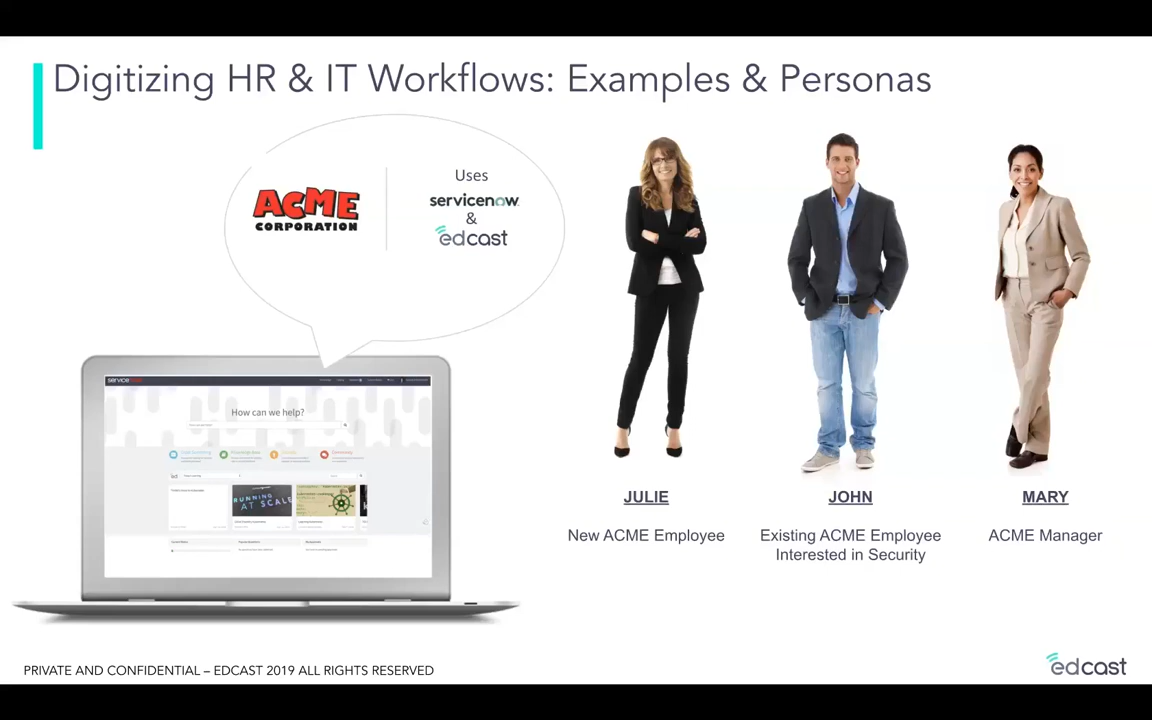 Digitizing HR & IT Workflows: Examples & Personas
ACME
CORPORATION
Uses
servicenow
&
edcast
How can we help?
RUNNING
AT SCALE
JULIE
New ACME Employee
JOHN
Existing ACME Employee
Interested in Security
MARY
ACME Manager
PRIVATE AND CONFIDENTIAL – EDCAST 2019 ALL RIGHTS RESERVED
edcast